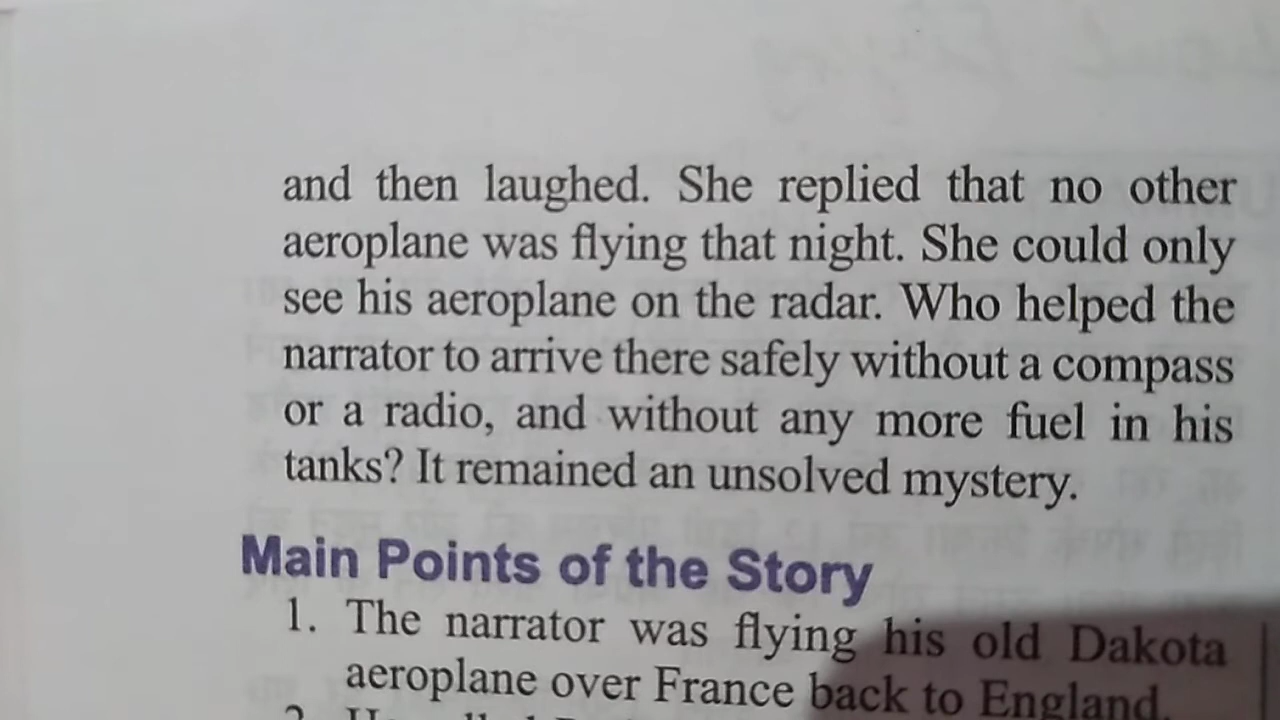 and then laughed. She replied that no other
aeroplane was flying that night. She could only
see his aeroplane on the radar. Who helped the
narrator to arrive there safely without a compass
or a radio, and without any more fuel in his
tanks? It remained an unsolved mystery.
Main Points of the Story
1. The narrator was flying his old Dakota
aeroplane over France back to England.
2.